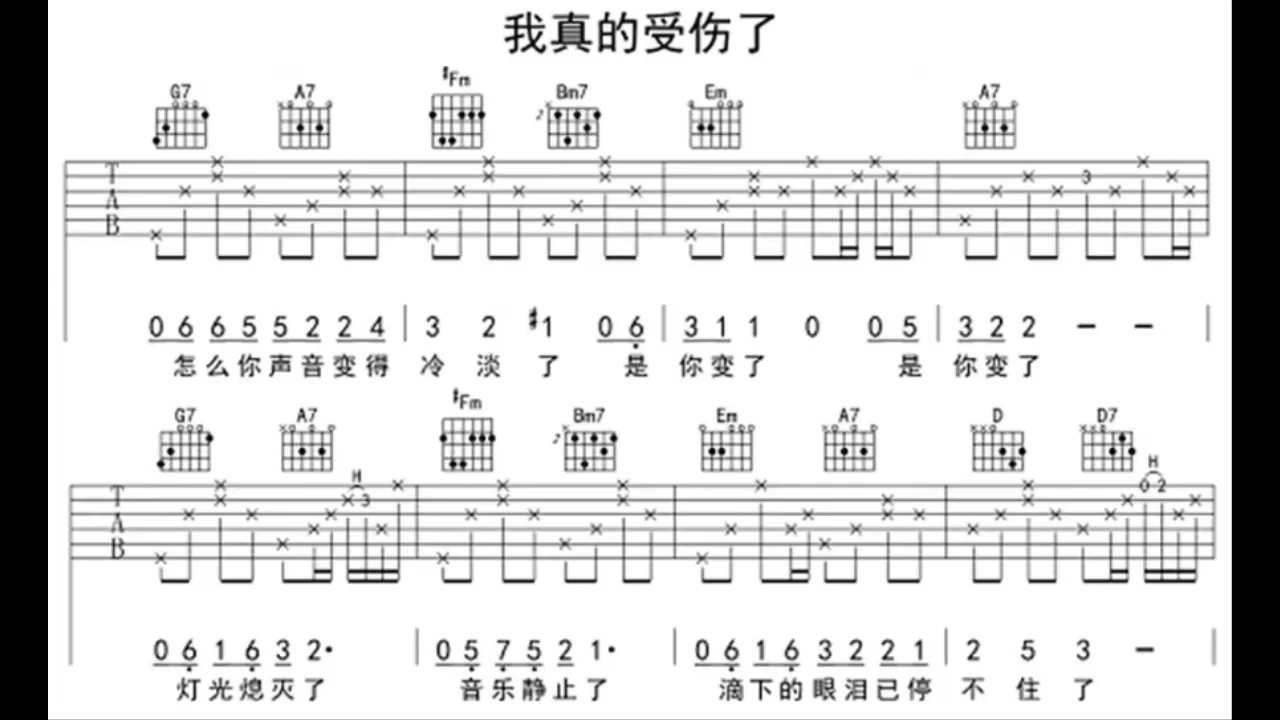 我真的受伤了
G7 A7 #Fm Bm7 Em A7
2
T A B
3
0 6 6 5 5 2 2 4 3 2 #1 0 6 3 1 1 0 0 5 3 2 2 - -
怎么你声音变得 冷 淡 了 是 你变了 是 你变了
G7 A7 #Fm Bm7 Em A7 D D7
2
H H
T A B
3 0 2
0 6 1 6 3 2· 0 5 7 5 2 1· 0 6 1 6 3 2 2 1 2 5 3 -
灯光熄灭了 音乐静止了 滴下的眼泪已停 不 住 了